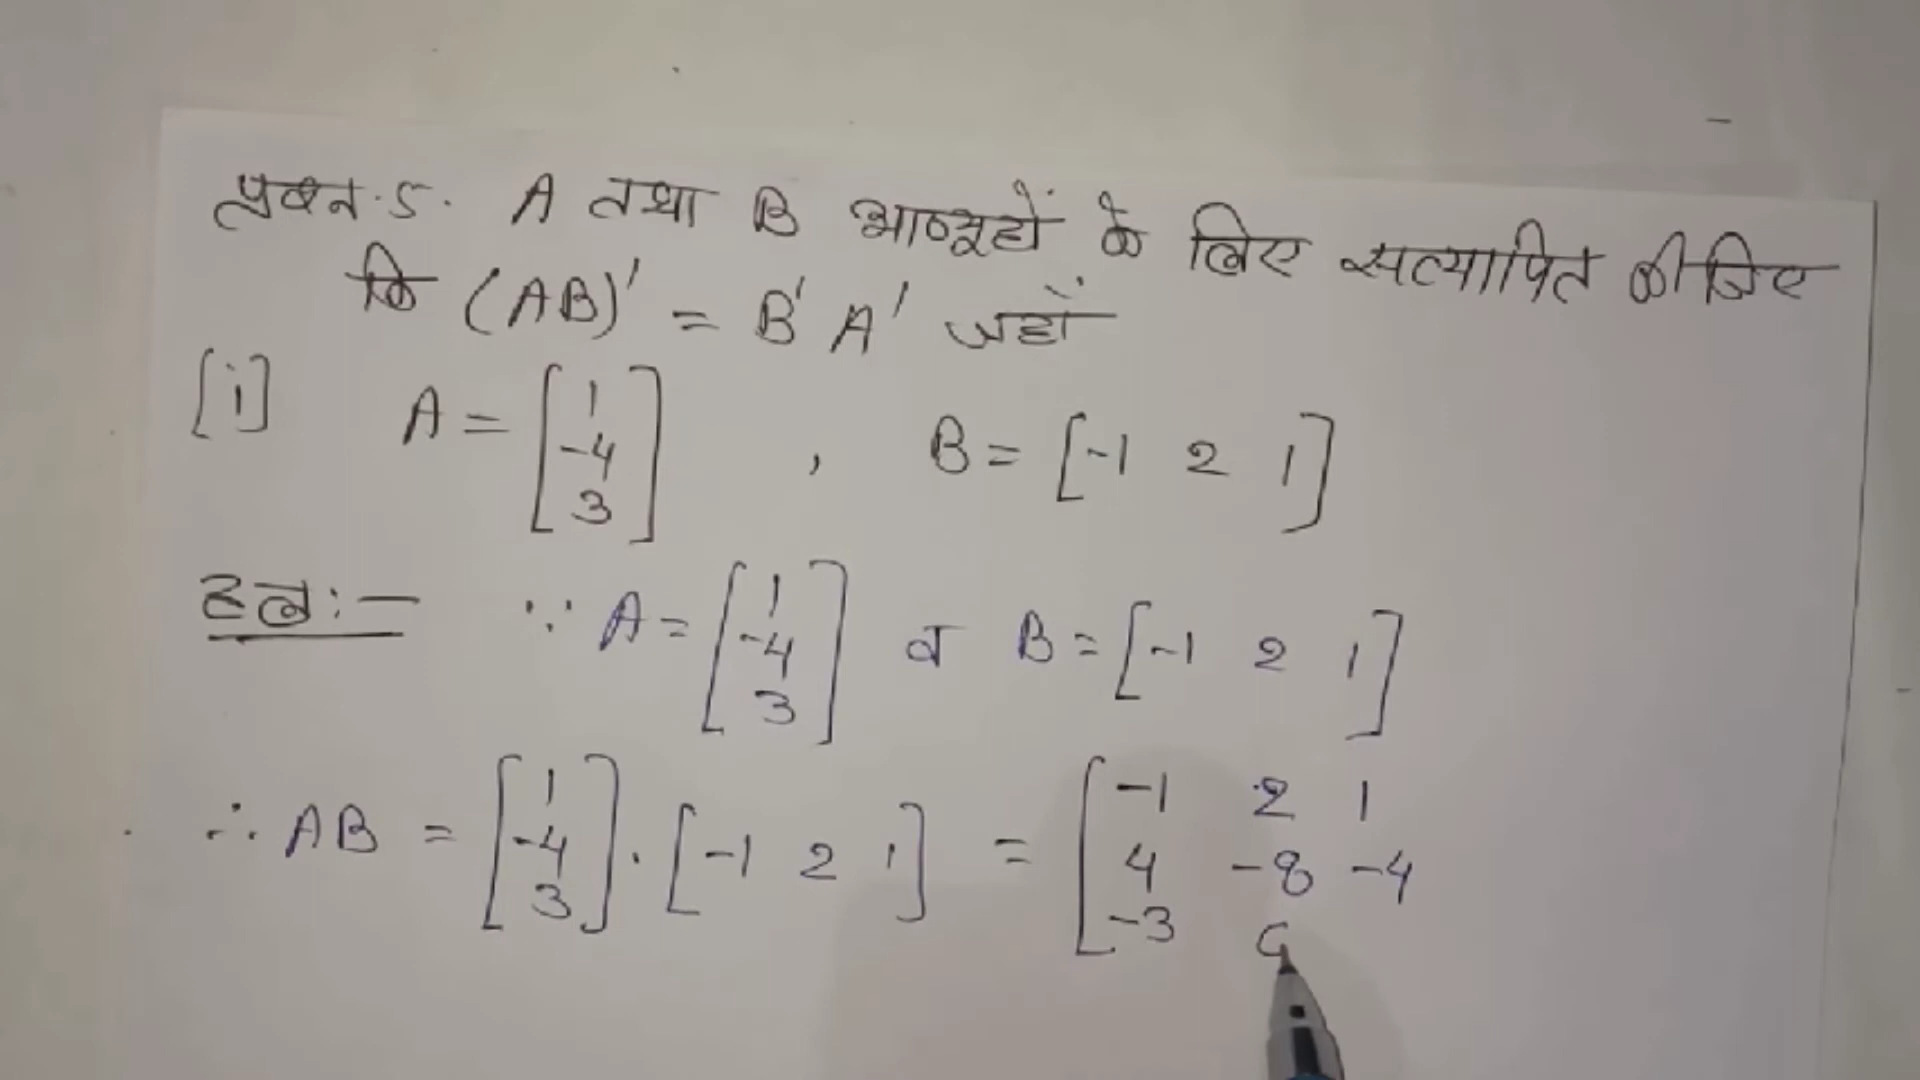 प्रश्न.5. A तथा B आव्यूहों के लिए सत्यापित कीजिए
कि (AB)' = B'A' जहाँ
[i] A = [1 -4 3] , B = [-1 2 1]
हल:- ∵ A = [1 -4 3] व B = [-1 2 1]
∴ AB = [1 -4 3] . [-1 2 1] = [-1 2 1
4 -8 -4
-3